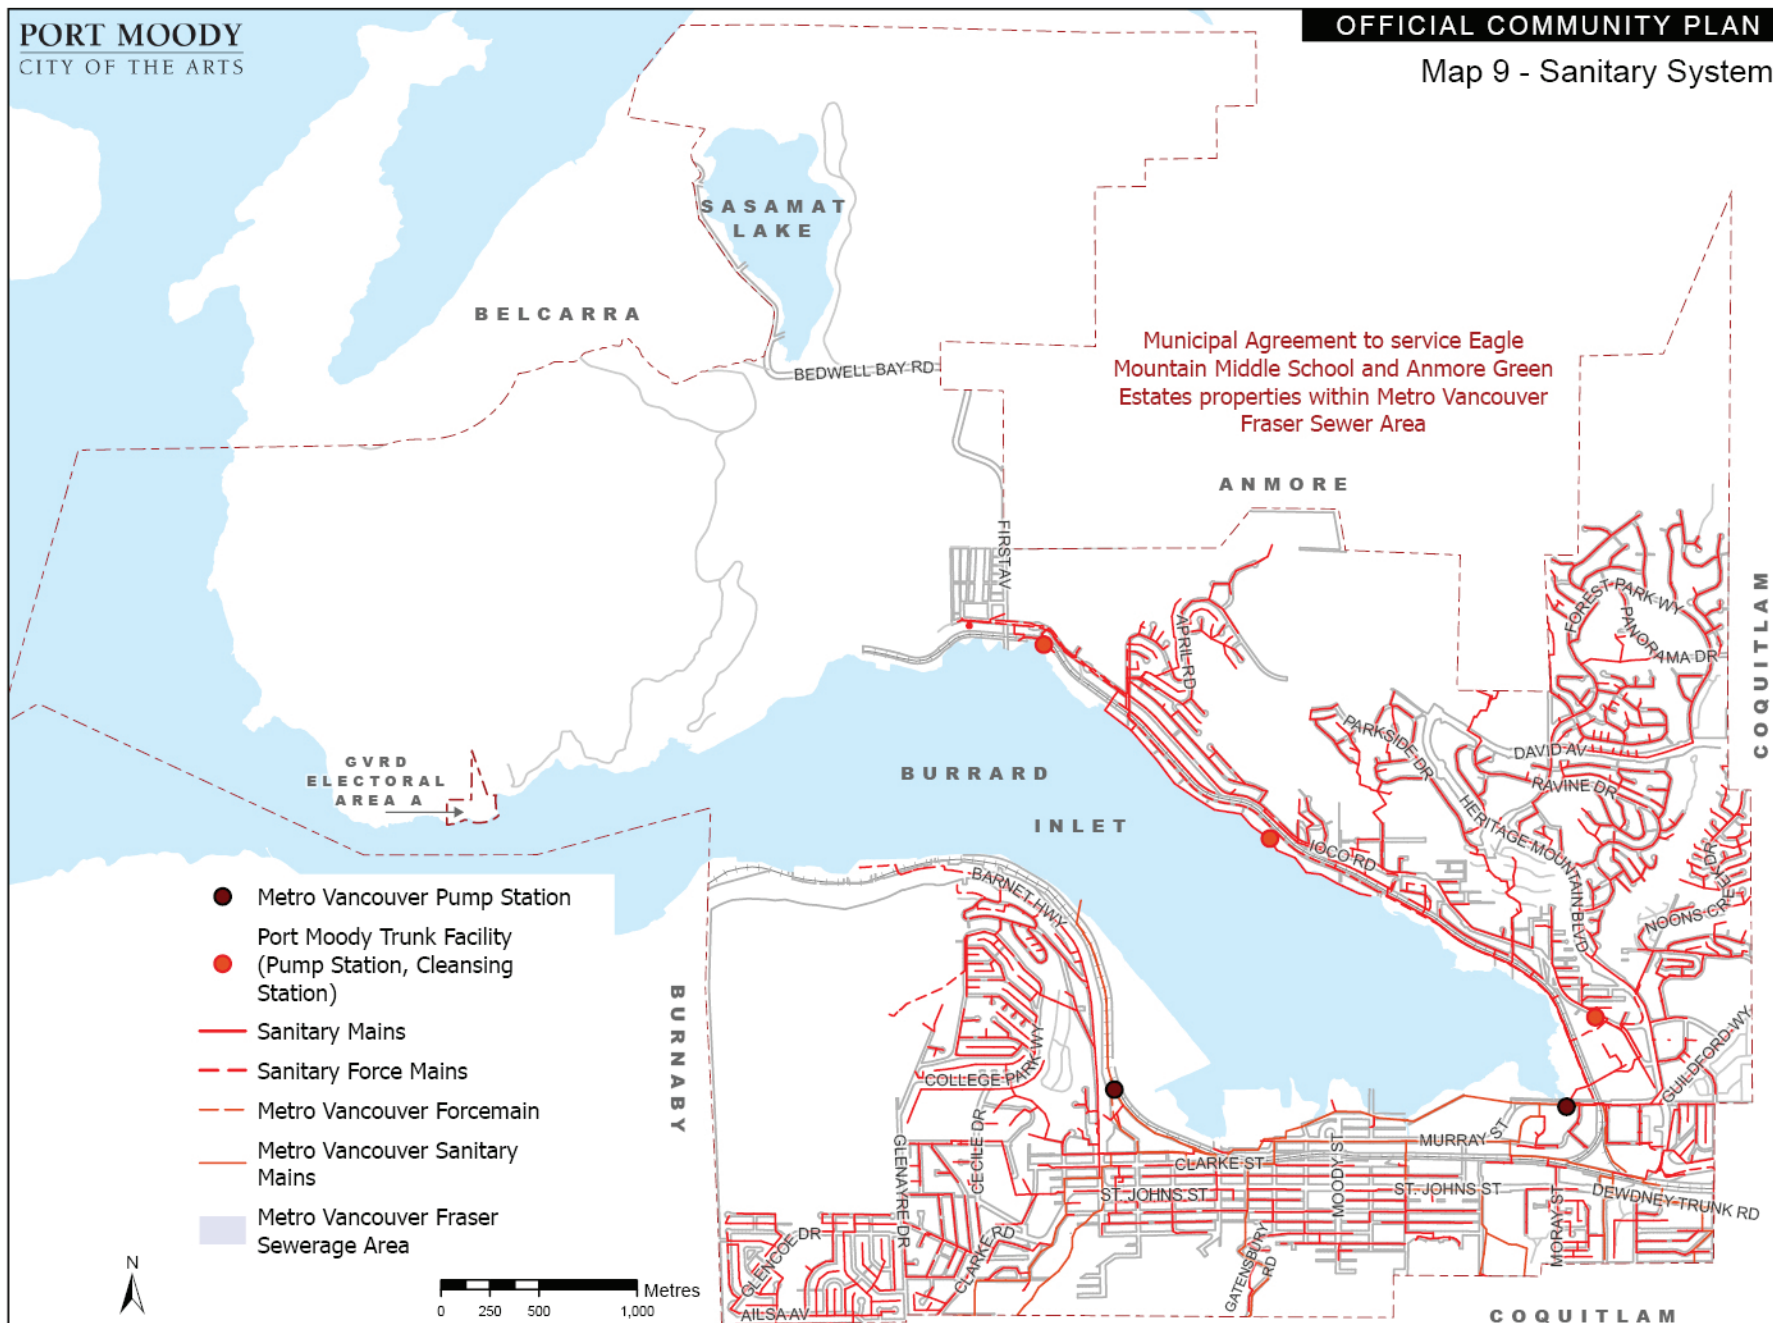 PORT MOODY
CITY OF THE ARTS
OFFICIAL COMMUNITY PLAN
Map 9 - Sanitary System
SASAMAT
LAKE
BELCARRA
BEDWELL BAY RD
Municipal Agreement to service Eagle
Mountain Middle School and Anmore Green
Estates properties within Metro Vancouver
Fraser Sewer Area
ANMORE
FIRST AV
APRIL RD
FOREST PARK WY
PANORAMA DR
COQUITLAM
PARKSIDE DR
DAVID AV
RAVINE DR
HERITAGE MOUNTAIN BLVD
NOONS CREEK DR
GVRD
ELECTORAL
AREA A
BURRARD
INLET
IOCO RD
BARNET HWY
BURNABY
COLLEGE PARK WY
GUILDFORD WY
GLENAYRE DR
CECILE DR
MURRAY ST
CLARKE ST
MOODY ST
ST. JOHNS ST
ST. JOHNS ST
DEWDNEY TRUNK RD
MORAY ST
GLENCOE DR
CLARKE RD
GATENSBURY
RD
AILSA AV
COQUITLAM
Metro Vancouver Pump Station
Port Moody Trunk Facility
(Pump Station, Cleansing
Station)
Sanitary Mains
Sanitary Force Mains
Metro Vancouver Forcemain
Metro Vancouver Sanitary
Mains
Metro Vancouver Fraser
Sewerage Area
N
Metres
0 250 500 1,000